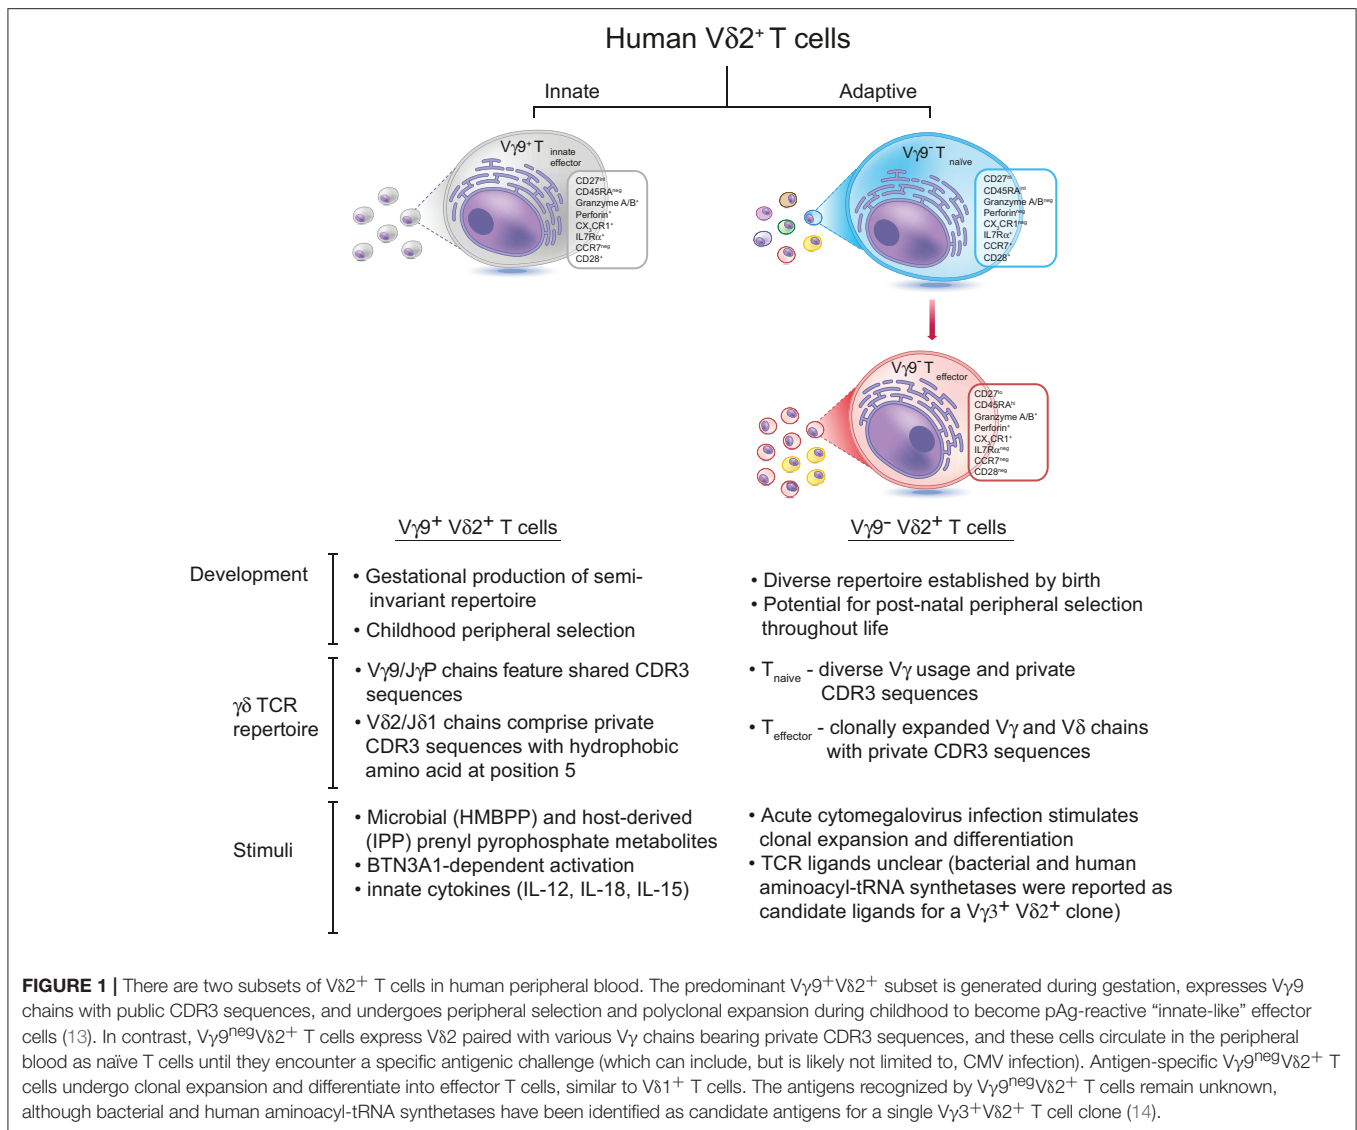 Human Vδ2⁺ T cells
Innate
Adaptive
Vγ9⁺ T innate effector
CD27ⁱⁿᵗ
CD45RAⁿᵉᵍ
Granzyme A/B⁺
Perforin⁺
CX₃CR1⁺
IL7Rα⁺
CCR7ⁿᵉᵍ
CD28⁺
Vγ9⁻ T naïve
CD27ʰⁱ
CD45RAⁱⁿᵗ
Granzyme A/Bⁿᵉᵍ
Perforinⁿᵉᵍ
CX₃CR1ⁿᵉᵍ
IL7Rα⁺
CCR7⁺
CD28⁺
Vγ9⁻ T effector
CD27ˡᵒ
CD45RAʰⁱ
Granzyme A/B⁺
Perforin⁺
CX₃CR1⁺
IL7Rαⁿᵉᵍ
CCR7ⁿᵉᵍ
CD28ⁿᵉᵍ
Vγ9⁺ Vδ2⁺ T cells
Vγ9⁻ Vδ2⁺ T cells
Development
• Gestational production of semi-
invariant repertoire
• Childhood peripheral selection
• Diverse repertoire established by birth
• Potential for post-natal peripheral selection
throughout life
γδ TCR
repertoire
• Vγ9/JγP chains feature shared CDR3
sequences
• Vδ2/Jδ1 chains comprise private
CDR3 sequences with hydrophobic
amino acid at position 5
• T naive - diverse Vγ usage and private
CDR3 sequences
• T effector - clonally expanded Vγ and Vδ chains
with private CDR3 sequences
Stimuli
• Microbial (HMBPP) and host-derived
(IPP) prenyl pyrophosphate metabolites
• BTN3A1-dependent activation
• innate cytokines (IL-12, IL-18, IL-15)
• Acute cytomegalovirus infection stimulates
clonal expansion and differentiation
• TCR ligands unclear (bacterial and human
aminoacyl-tRNA synthetases were reported as
candidate ligands for a Vγ3⁺ Vδ2⁺ clone)
FIGURE 1 | There are two subsets of Vδ2⁺ T cells in human peripheral blood. The predominant Vγ9⁺Vδ2⁺ subset is generated during gestation, expresses Vγ9
chains with public CDR3 sequences, and undergoes peripheral selection and polyclonal expansion during childhood to become pAg-reactive “innate-like” effector
cells (13). In contrast, Vγ9ⁿᵉᵍVδ2⁺ T cells express Vδ2 paired with various Vγ chains bearing private CDR3 sequences, and these cells circulate in the peripheral
blood as naïve T cells until they encounter a specific antigenic challenge (which can include, but is likely not limited to, CMV infection). Antigen-specific Vγ9ⁿᵉᵍVδ2⁺ T
cells undergo clonal expansion and differentiate into effector T cells, similar to Vδ1⁺ T cells. The antigens recognized by Vγ9ⁿᵉᵍVδ2⁺ T cells remain unknown,
although bacterial and human aminoacyl-tRNA synthetases have been identified as candidate antigens for a single Vγ3⁺Vδ2⁺ T cell clone (14).